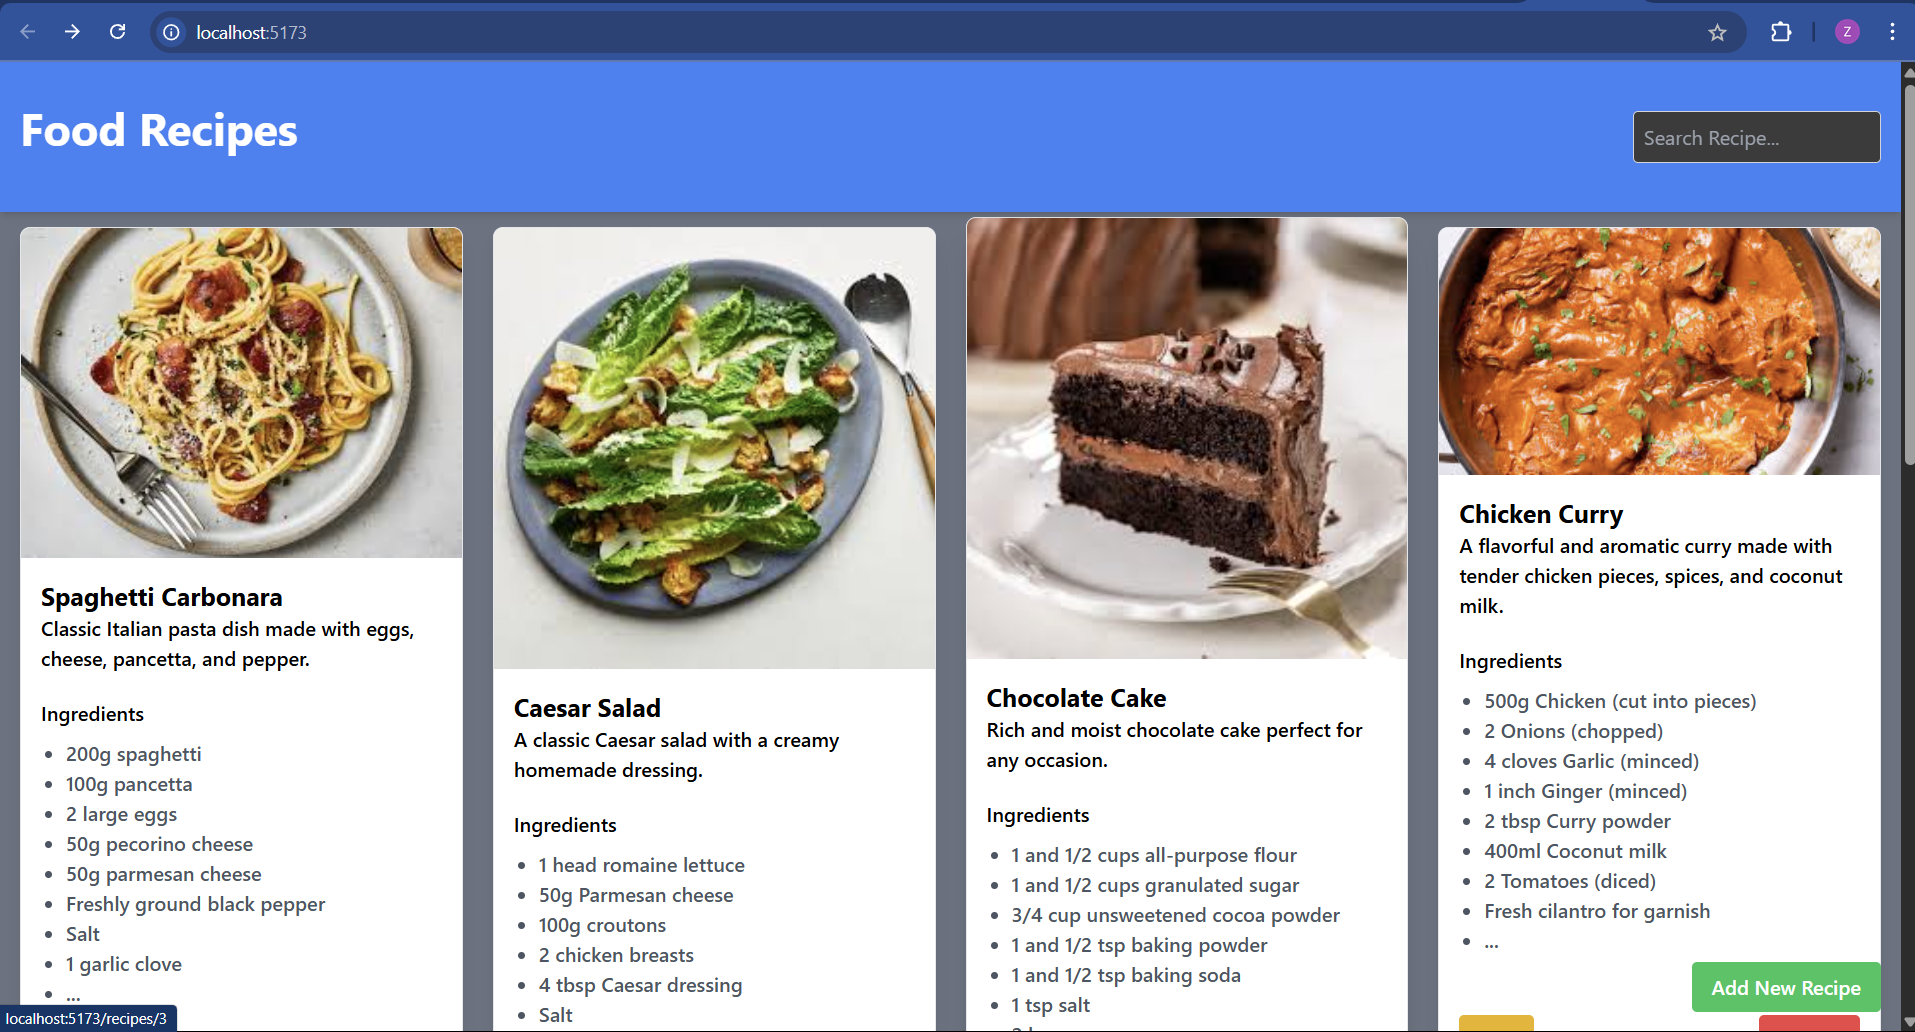 localhost:5173
Z
Food Recipes
Search Recipe...
Spaghetti Carbonara
Classic Italian pasta dish made with eggs,
cheese, pancetta, and pepper.
Ingredients
200g spaghetti
100g pancetta
2 large eggs
50g pecorino cheese
50g parmesan cheese
Freshly ground black pepper
Salt
1 garlic clove
...
Caesar Salad
A classic Caesar salad with a creamy
homemade dressing.
Ingredients
1 head romaine lettuce
50g Parmesan cheese
100g croutons
2 chicken breasts
4 tbsp Caesar dressing
Salt
Chocolate Cake
Rich and moist chocolate cake perfect for
any occasion.
Ingredients
1 and 1/2 cups all-purpose flour
1 and 1/2 cups granulated sugar
3/4 cup unsweetened cocoa powder
1 and 1/2 tsp baking powder
1 and 1/2 tsp baking soda
1 tsp salt
Chicken Curry
A flavorful and aromatic curry made with
tender chicken pieces, spices, and coconut
milk.
Ingredients
500g Chicken (cut into pieces)
2 Onions (chopped)
4 cloves Garlic (minced)
1 inch Ginger (minced)
2 tbsp Curry powder
400ml Coconut milk
2 Tomatoes (diced)
Fresh cilantro for garnish
...
Add New Recipe
localhost:5173/recipes/3